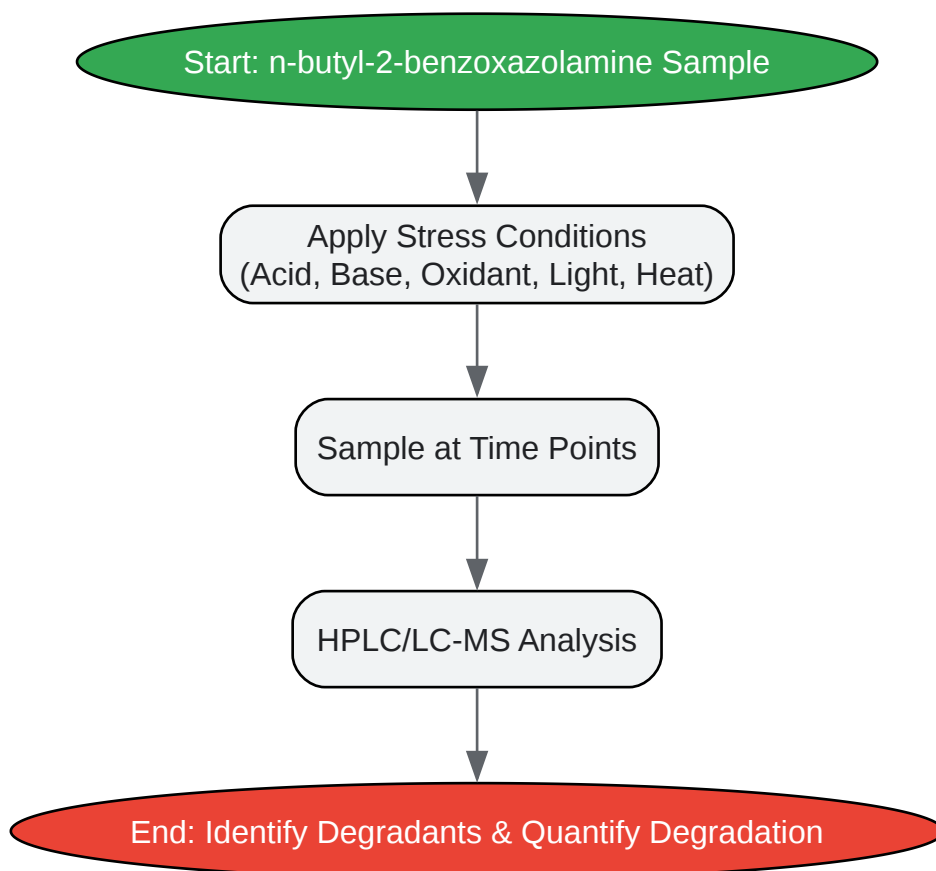 Start: n-butyl-2-benzoxazolamine Sample
Apply Stress Conditions
(Acid, Base, Oxidant, Light, Heat)
Sample at Time Points
HPLC/LC-MS Analysis
End: Identify Degradants & Quantify Degradation